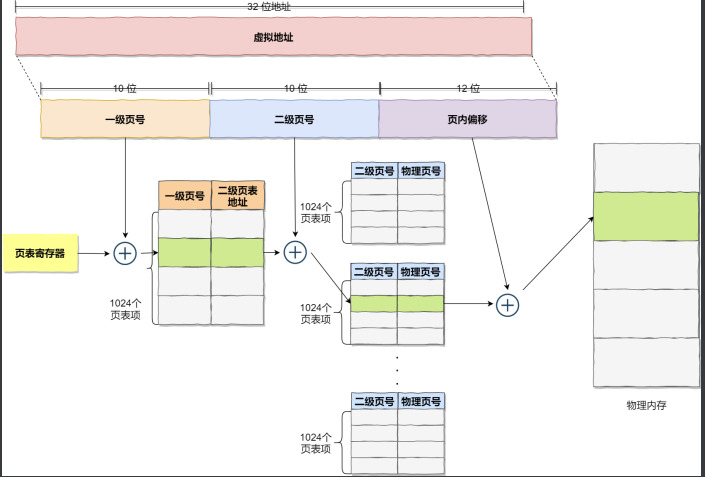 32 位地址
虚拟地址
10 位
10 位
12 位
一级页号
二级页号
页内偏移
二级页号
物理页号
一级页号
二级页表
地址
1024个
页表项
页表寄存器
二级页号
物理页号
1024个
页表项
1024个
页表项
二级页号
物理页号
物理内存
1024个
页表项